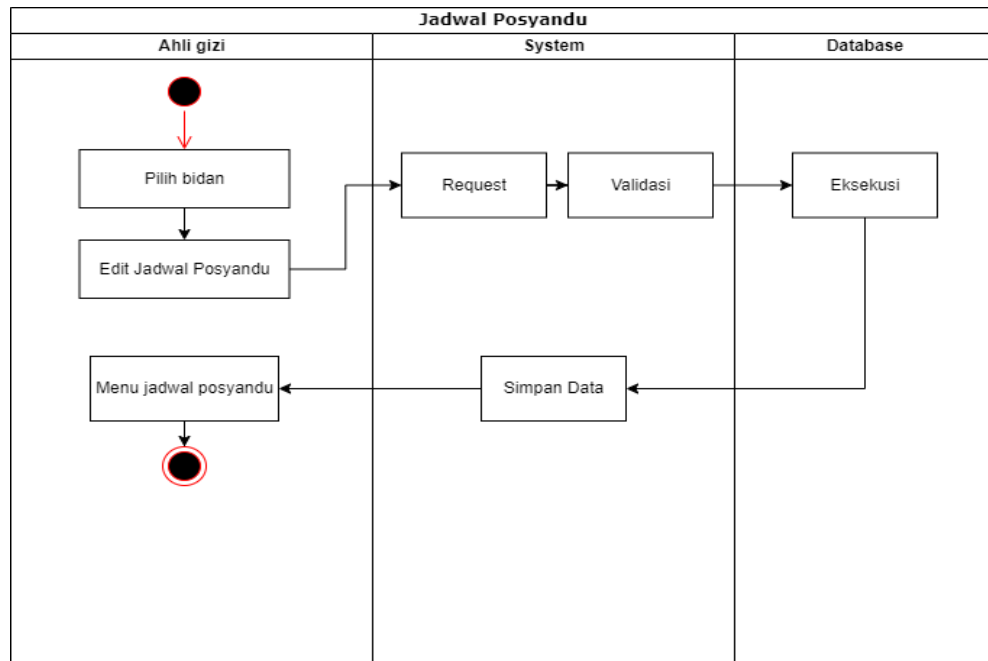 Jadwal Posyandu
Ahli gizi
System
Database
Pilih bidan
Request
Validasi
Eksekusi
Edit Jadwal Posyandu
Menu jadwal posyandu
Simpan Data